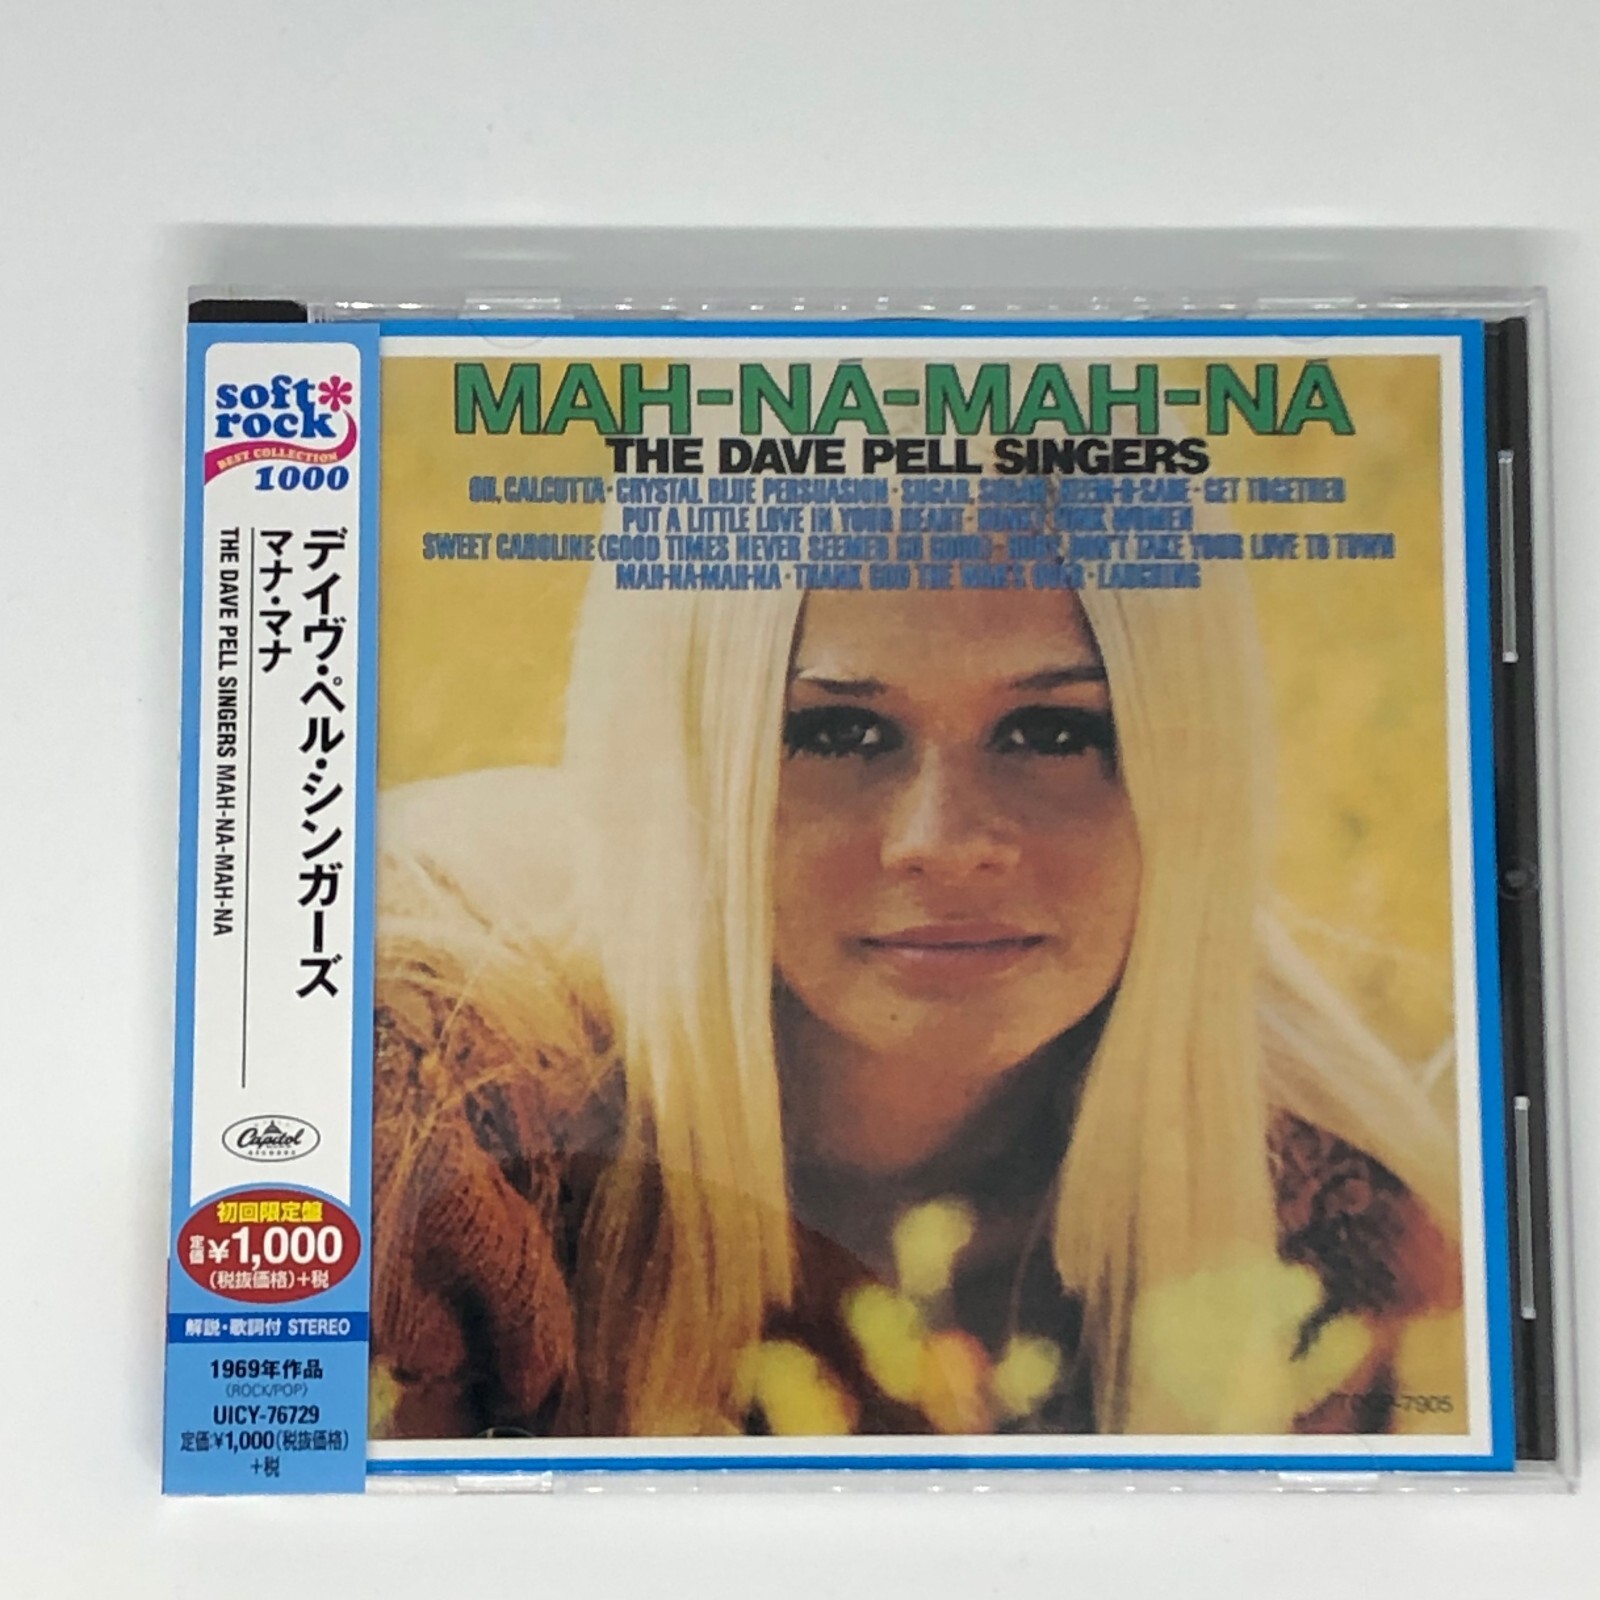 soft
rock
BEST COLLECTION
1000
デイヴ・ペル・シンガーズ
マナ・マナ
THE DAVE PELL SINGERS MAH-NA-MAH-NA
Capitol
RECORDS
初回限定盤
定価¥1,000
(税抜価格)+税
解説・歌詞付 STEREO
1969年作品
(ROCK/POP)
UICY-76729
定価:¥1,000(税抜価格)
+税
MAH-NÁ-MAH-NÁ
THE DAVE PELL SINGERS
OH, CALCUTTA · CRYSTAL BLUE PERSUASION · SUGAR, · GET TOGETHER
PUT A LITTLE LOVE IN YOUR HEART · WOMEN
SWEET CAROLINE (GOOD TIMES NEVER SEEMED SO GOOD) · DON'T TAKE YOUR LOVE TO TOWN
MAH-NA-MAH-NA · THANK GOD THE WAR'S OVER · LAUGHING
-7905